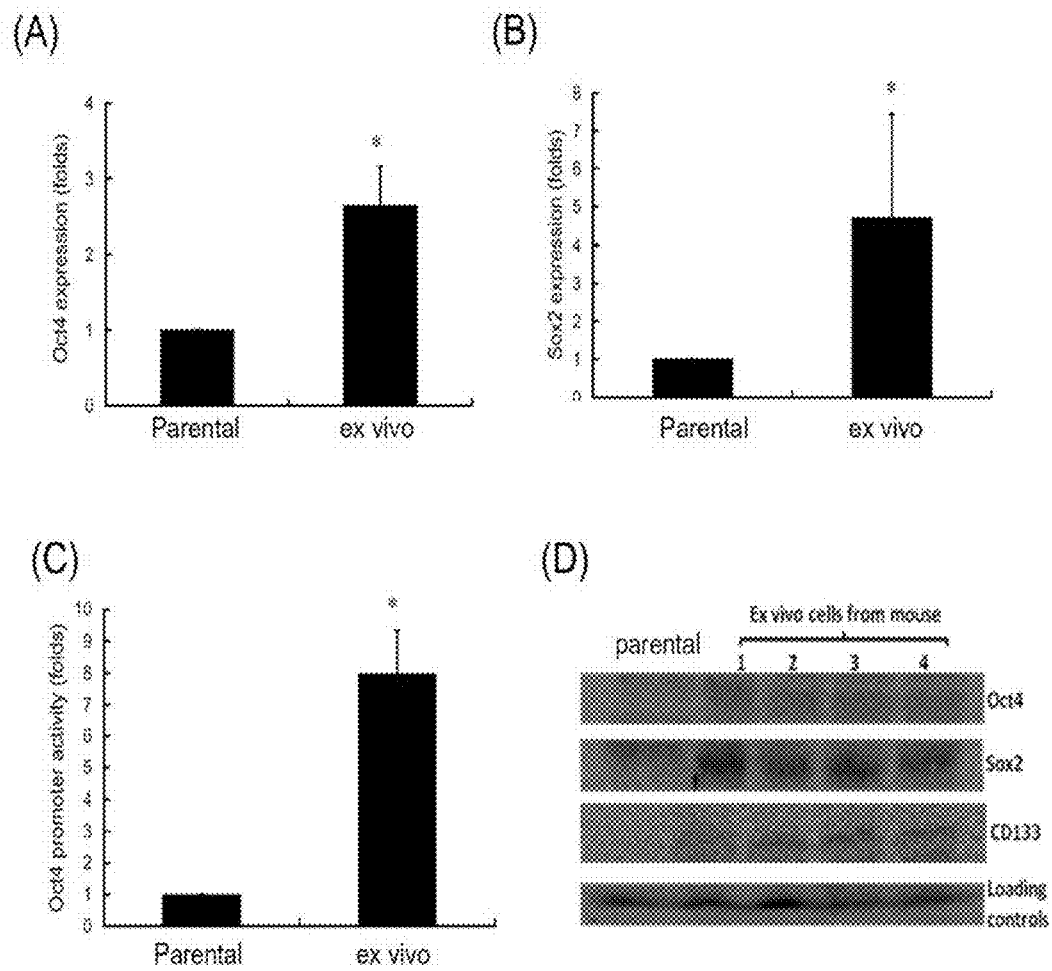 (A)
Oct4 expression (folds)
4
3
2
1
0
*
Parental
ex vivo
(B)
Sox2 expression (folds)
8
7
6
5
4
3
2
1
0
*
Parental
ex vivo
(C)
Oct4 promoter activity (folds)
10
9
8
7
6
5
4
3
2
1
0
*
Parental
ex vivo
(D)
Ex vivo cells from mouse
parental
1 2 3 4
Oct4
Sox2
CD133
Loading
controls